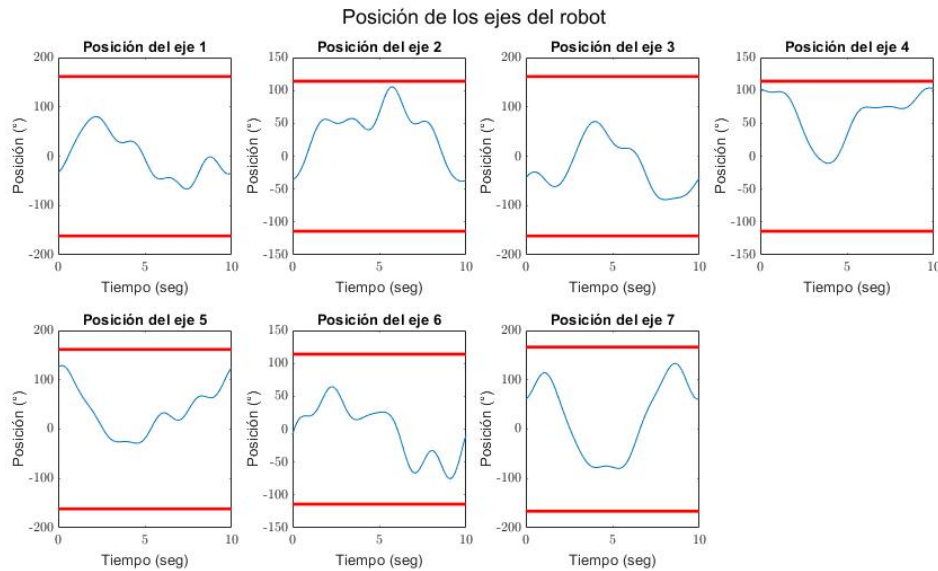 Posición de los ejes del robot
Posición del eje 1
200
100
0
-100
-200
0 5 10
Posición (°)
Tiempo (seg)
Posición del eje 2
150
100
50
0
-50
-100
-150
0 5 10
Posición (°)
Tiempo (seg)
Posición del eje 3
200
100
0
-100
-200
0 5 10
Posición (°)
Tiempo (seg)
Posición del eje 4
150
100
50
0
-50
-100
-150
0 5 10
Posición (°)
Tiempo (seg)
Posición del eje 5
200
100
0
-100
-200
0 5 10
Posición (°)
Tiempo (seg)
Posición del eje 6
150
100
50
0
-50
-100
-150
0 5 10
Posición (°)
Tiempo (seg)
Posición del eje 7
200
100
0
-100
-200
0 5 10
Posición (°)
Tiempo (seg)